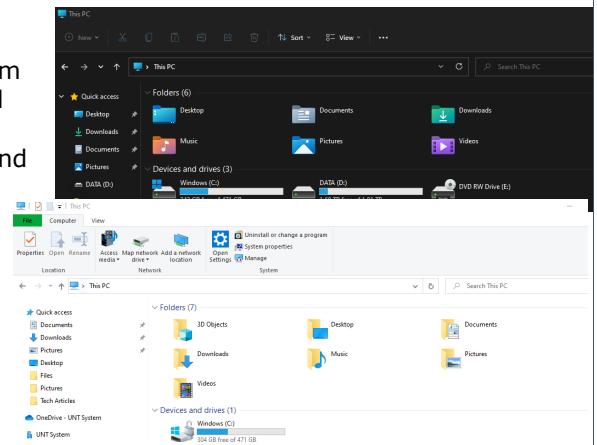 m
nd
This PC
New
Sort
View
This PC
Search This PC
Quick access
Desktop
Downloads
Documents
Pictures
DATA (D:)
Folders (6)
Desktop
Documents
Downloads
Music
Pictures
Videos
Devices and drives (3)
Windows (C:)
DATA (D:)
DVD RW Drive (E:)
This PC
File
Computer
View
Properties
Open
Rename
Location
Access media
Map network drive
Add a network location
Network
Open Settings
Uninstall or change a program
System properties
Manage
System
This PC
Search This PC
Quick access
Documents
Downloads
Pictures
Desktop
Files
Pictures
Tech Articles
OneDrive - UNT System
UNT System
Folders (7)
3D Objects
Desktop
Documents
Downloads
Music
Pictures
Videos
Devices and drives (1)
Windows (C:)
304 GB free of 471 GB